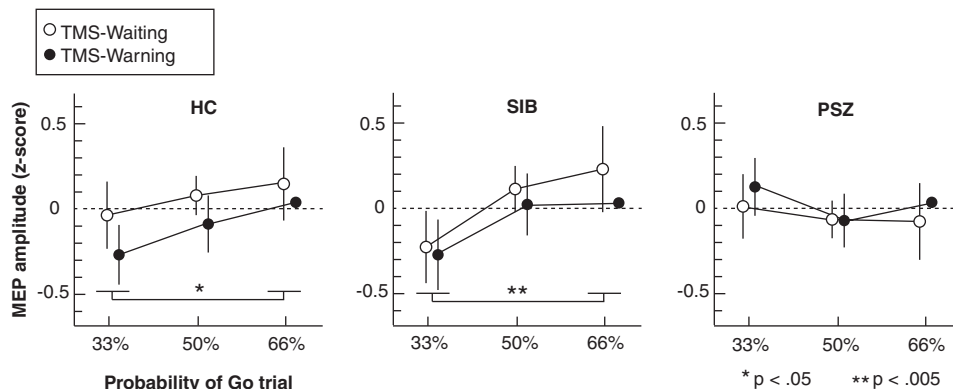 TMS-Waiting
TMS-Warning
HC
SIB
PSZ
MEP amplitude (z-score)
0.5
0
-0.5
0.5
0
-0.5
0.5
0
-0.5
*
**
33% 50% 66%
33% 50% 66%
33% 50% 66%
Probability of Go trial
* p < .05 ** p < .005